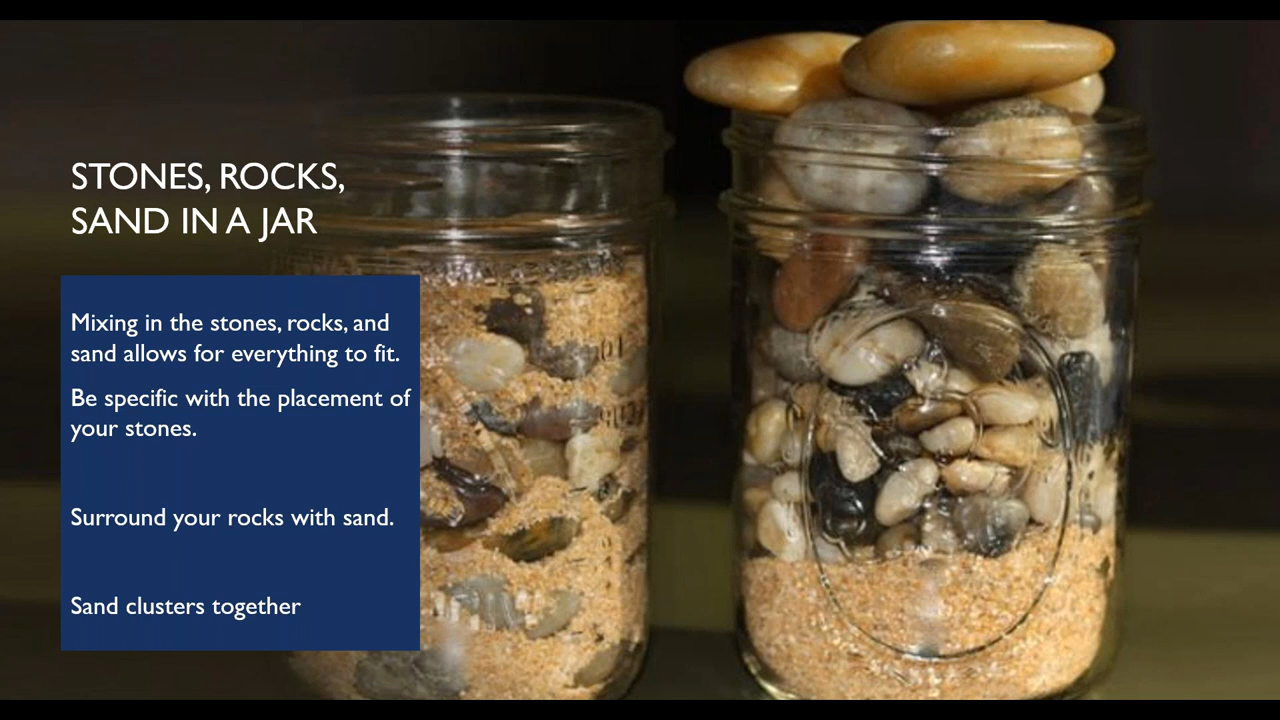 STONES, ROCKS,
SAND IN A JAR
Mixing in the stones, rocks, and
sand allows for everything to fit.
Be specific with the placement of
your stones.
Surround your rocks with sand.
Sand clusters together